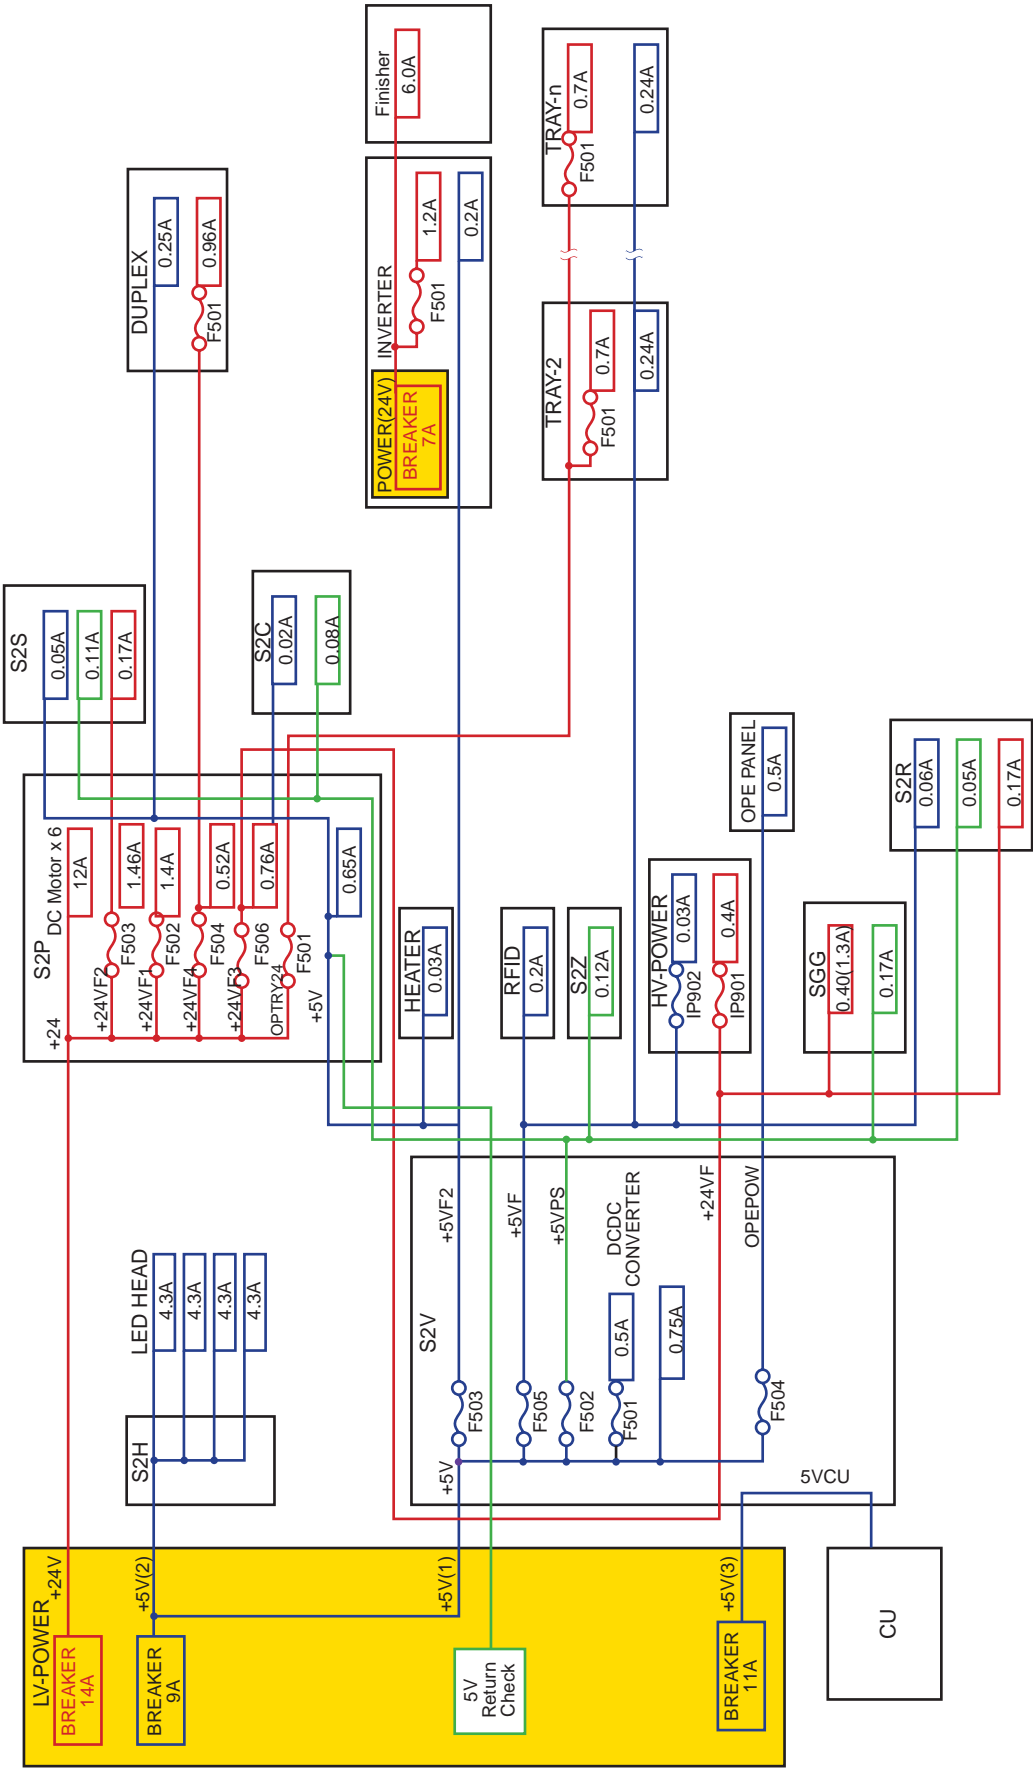 LV-POWER
+24V
BREAKER
14A
+5V(2)
BREAKER
9A
+5V(1)
5V
Return
Check
+5V(3)
BREAKER
11A
CU
5VCU
S2H
LED HEAD
4.3A
4.3A
4.3A
4.3A
S2V
+5V
F503
+5VF2
F505
+5VF
F502
+5VPS
F501
0.5A
DCDC
CONVERTER
0.75A
+24VF
F504
OPEPOW
S2P
+24
DC Motor x 6
12A
+24VF2
F503
1.46A
+24VF1
F502
1.4A
+24VF4
F504
0.52A
+24VF3
F506
0.76A
OPTRY24
F501
+5V
0.65A
HEATER
0.03A
RFID
0.2A
S2Z
0.12A
HV-POWER
IP902
0.03A
IP901
0.4A
OPE PANEL
0.5A
SGG
0.40(1.3A)
0.17A
S2R
0.06A
0.05A
0.17A
S2S
0.05A
0.11A
0.17A
S2C
0.02A
0.08A
DUPLEX
0.25A
F501
0.96A
POWER(24V)
BREAKER
7A
INVERTER
F501
1.2A
0.2A
Finisher
6.0A
TRAY-2
F501
0.7A
0.24A
TRAY-n
F501
0.7A
0.24A